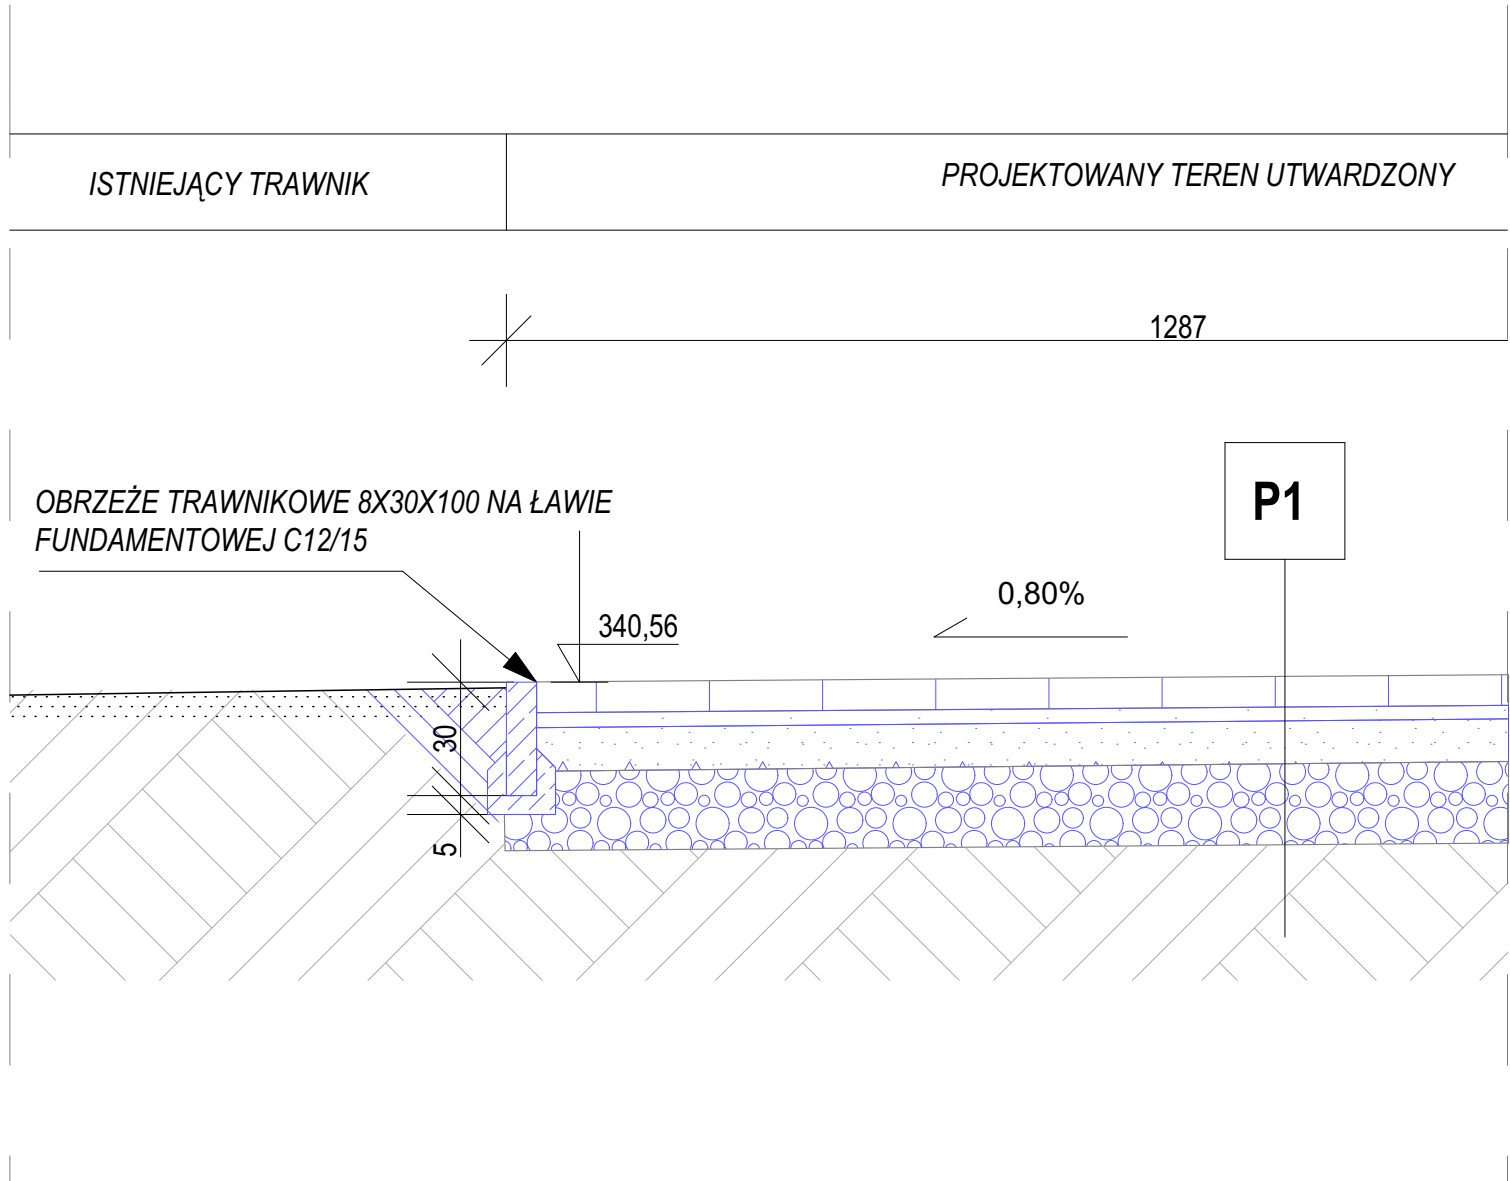 ISTNIEJĄCY TRAWNIK
PROJEKTOWANY TEREN UTWARDZONY
1287
P1
OBRZEŻE TRAWNIKOWE 8X30X100 NA ŁAWIE
FUNDAMENTOWEJ C12/15
0,80%
340,56
30
5